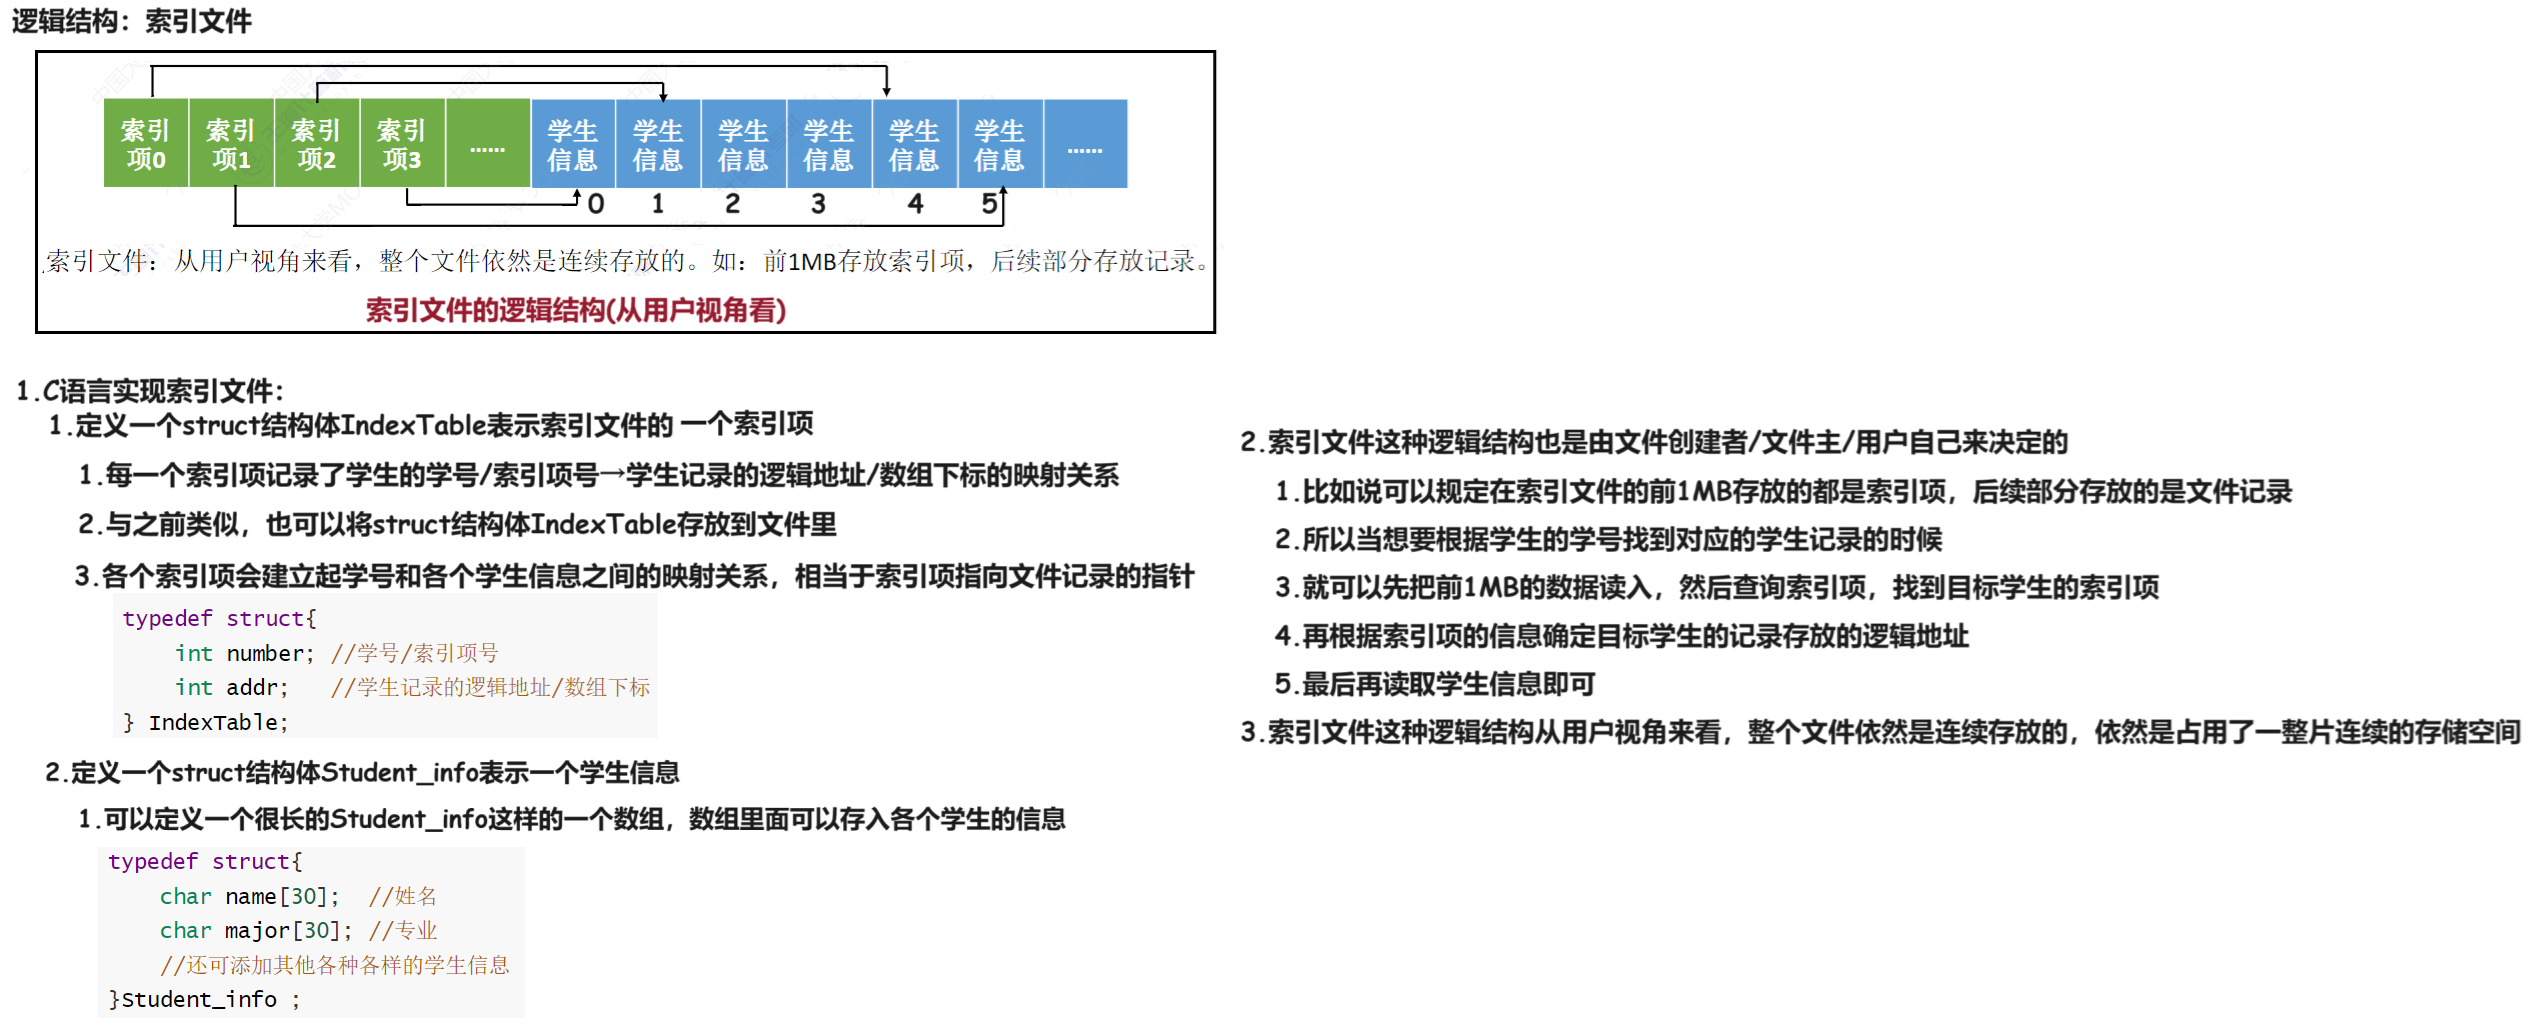 逻辑结构：索引文件
索引项0 索引项1 索引项2 索引项3 …… 学生信息 学生信息 学生信息 学生信息 学生信息 学生信息 ……
0 1 2 3 4 5
索引文件：从用户视角来看，整个文件依然是连续存放的。如：前1MB存放索引项，后续部分存放记录。
索引文件的逻辑结构(从用户视角看)
1.C语言实现索引文件：
1.定义一个struct结构体IndexTable表示索引文件的 一个索引项
1.每一个索引项记录了学生的学号/索引项号→学生记录的逻辑地址/数组下标的映射关系
2.与之前类似，也可以将struct结构体IndexTable存放到文件里
3.各个索引项会建立起学号和各个学生信息之间的映射关系，相当于索引项指向文件记录的指针
typedef struct{
int number; //学号/索引项号
int addr; //学生记录的逻辑地址/数组下标
} IndexTable;
2.定义一个struct结构体Student_info表示一个学生信息
1.可以定义一个很长的Student_info这样的一个数组，数组里面可以存入各个学生的信息
typedef struct{
char name[30]; //姓名
char major[30]; //专业
//还可添加其他各种各样的学生信息
}Student_info ;
2.索引文件这种逻辑结构也是由文件创建者/文件主/用户自己来决定的
1.比如说可以规定在索引文件的前1MB存放的都是索引项，后续部分存放的是文件记录
2.所以当想要根据学生的学号找到对应的学生记录的时候
3.就可以先把前1MB的数据读入，然后查询索引项，找到目标学生的索引项
4.再根据索引项的信息确定目标学生的记录存放的逻辑地址
5.最后再读取学生信息即可
3.索引文件这种逻辑结构从用户视角来看，整个文件依然是连续存放的，依然是占用了一整片连续的存储空间